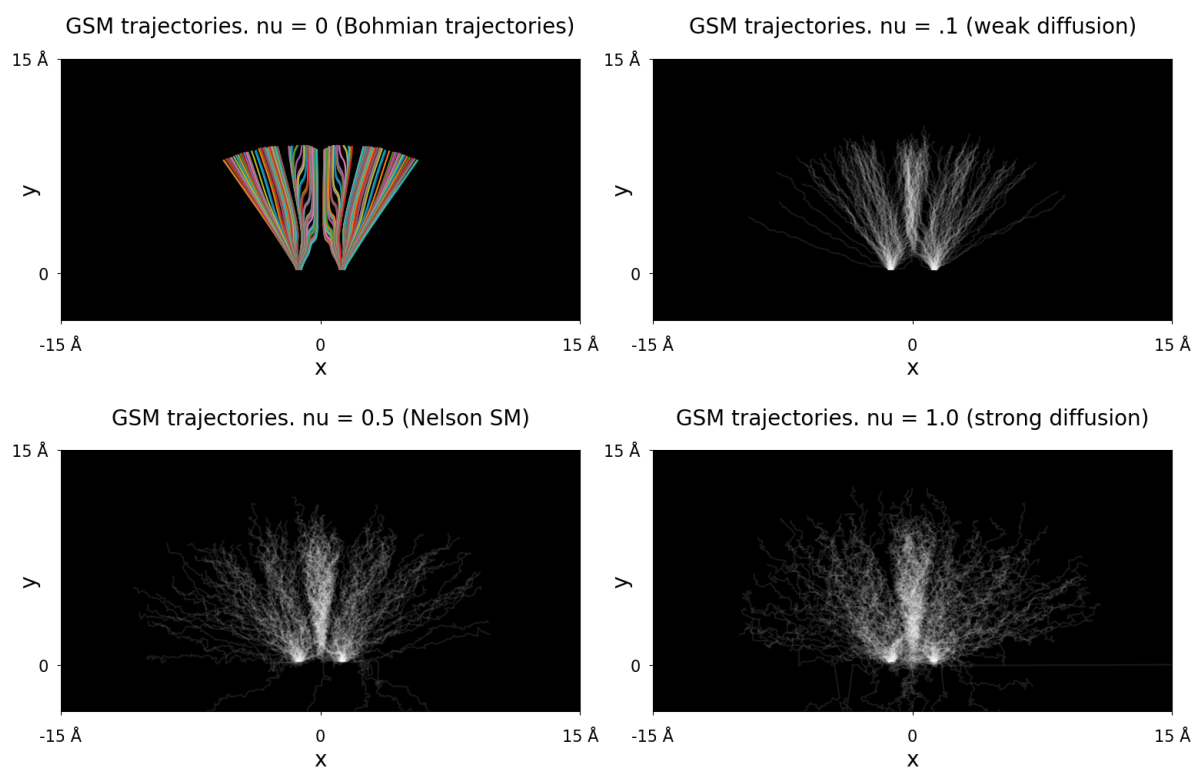 GSM trajectories. nu = 0 (Bohmian trajectories)
15 Å
y
0
-15 Å
0
15 Å
x
GSM trajectories. nu = .1 (weak diffusion)
15 Å
y
0
-15 Å
0
15 Å
x
GSM trajectories. nu = 0.5 (Nelson SM)
15 Å
y
0
-15 Å
0
15 Å
x
GSM trajectories. nu = 1.0 (strong diffusion)
15 Å
y
0
-15 Å
0
15 Å
x